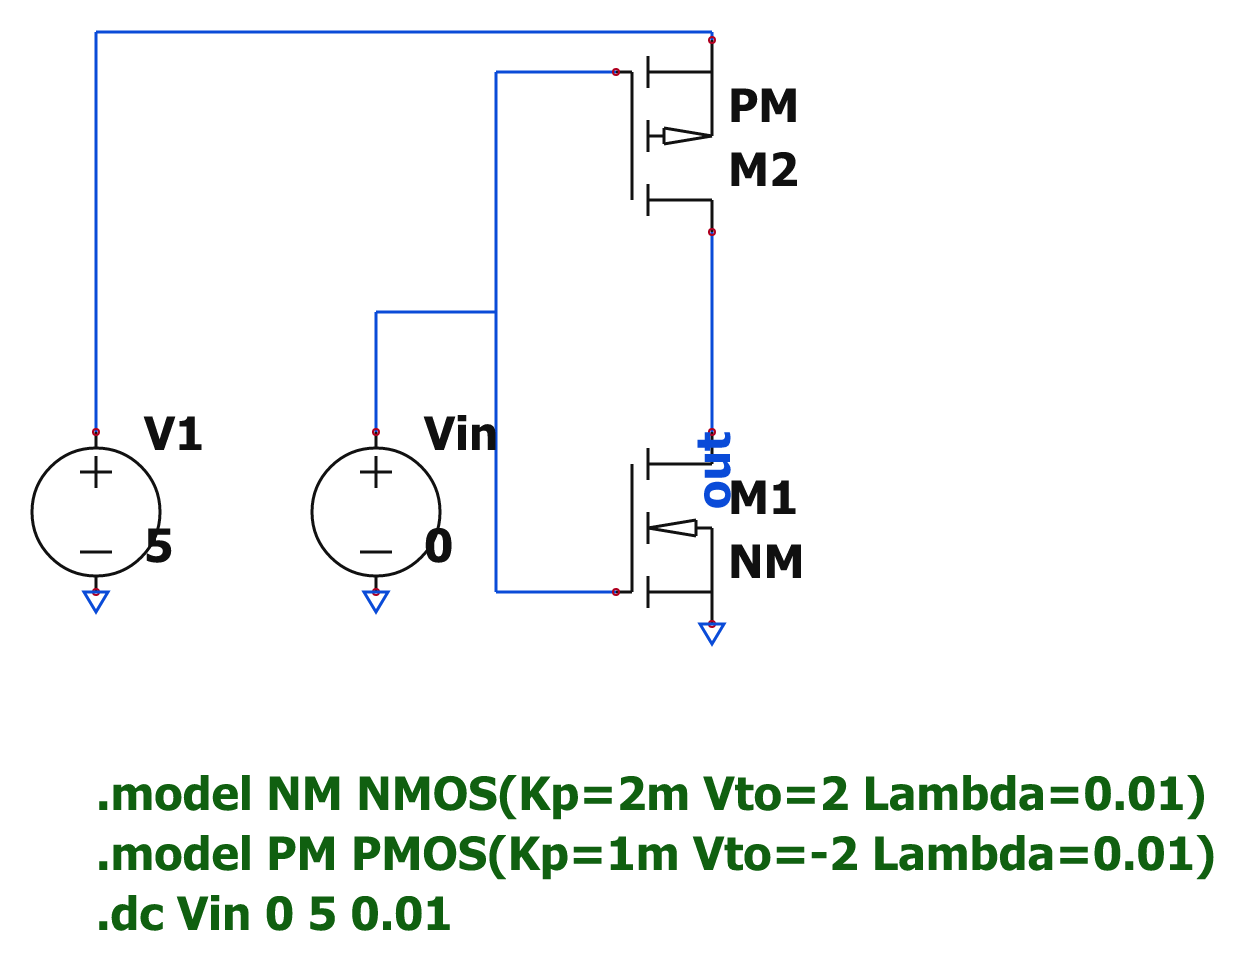 PM
M2
V1
Vin
out
M1
5
0
NM
.model NM NMOS(Kp=2m Vto=2 Lambda=0.01)
.model PM PMOS(Kp=1m Vto=-2 Lambda=0.01)
.dc Vin 0 5 0.01